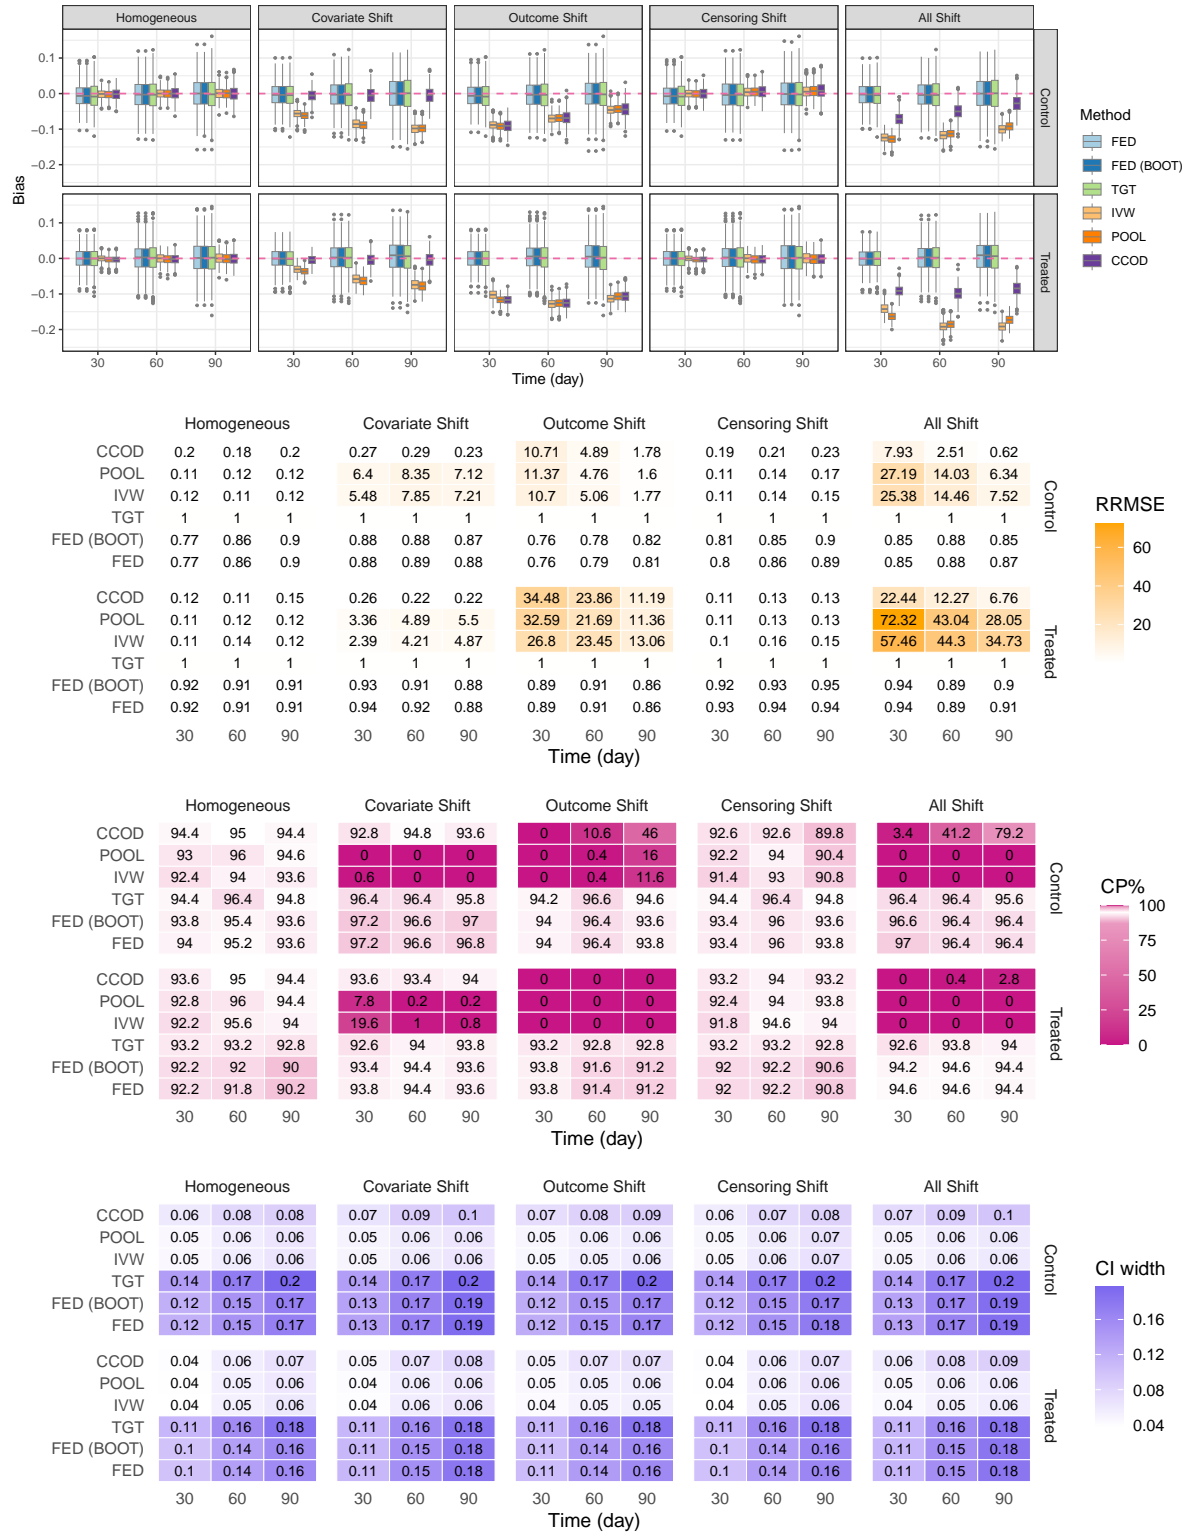 Homogeneous Covariate Shift Outcome Shift Censoring Shift All Shift
Bias
0.1
0.0
−0.1
−0.2
Control
0.1
0.0
−0.1
−0.2
Treated
30 60 90 30 60 90 30 60 90 30 60 90 30 60 90
Time (day)
Method
FED
FED (BOOT)
TGT
IVW
POOL
CCOD
Homogeneous Covariate Shift Outcome Shift Censoring Shift All Shift
CCOD 0.2 0.18 0.2 0.27 0.29 0.23 10.71 4.89 1.78 0.19 0.21 0.23 7.93 2.51 0.62
POOL 0.11 0.12 0.12 6.4 8.35 7.12 11.37 4.76 1.6 0.11 0.14 0.17 27.19 14.03 6.34
IVW 0.12 0.11 0.12 5.48 7.85 7.21 10.7 5.06 1.77 0.11 0.14 0.15 25.38 14.46 7.52
TGT 1 1 1 1 1 1 1 1 1 1 1 1 1 1 1
FED (BOOT) 0.77 0.86 0.9 0.88 0.88 0.87 0.76 0.78 0.82 0.81 0.85 0.9 0.85 0.88 0.85
FED 0.77 0.86 0.9 0.88 0.89 0.88 0.76 0.79 0.81 0.8 0.86 0.89 0.85 0.88 0.87
Control
CCOD 0.12 0.11 0.15 0.26 0.22 0.22 34.48 23.86 11.19 0.11 0.13 0.13 22.44 12.27 6.76
POOL 0.11 0.12 0.12 3.36 4.89 5.5 32.59 21.69 11.36 0.11 0.13 0.13 72.32 43.04 28.05
IVW 0.11 0.14 0.12 2.39 4.21 4.87 26.8 23.45 13.06 0.1 0.16 0.15 57.46 44.3 34.73
TGT 1 1 1 1 1 1 1 1 1 1 1 1 1 1 1
FED (BOOT) 0.92 0.91 0.91 0.93 0.91 0.88 0.89 0.91 0.86 0.92 0.93 0.95 0.94 0.89 0.9
FED 0.92 0.91 0.91 0.94 0.92 0.88 0.89 0.91 0.86 0.93 0.94 0.94 0.94 0.89 0.91
Treated
30 60 90 30 60 90 30 60 90 30 60 90 30 60 90
Time (day)
RRMSE
60
40
20
Homogeneous Covariate Shift Outcome Shift Censoring Shift All Shift
CCOD 94.4 95 94.4 92.8 94.8 93.6 0 10.6 46 92.6 92.6 89.8 3.4 41.2 79.2
POOL 93 96 94.6 0 0 0 0 0.4 16 92.2 94 90.4 0 0 0
IVW 92.4 94 93.6 0.6 0 0 0 0.4 11.6 91.4 93 90.8 0 0 0
TGT 94.4 96.4 94.8 96.4 96.4 95.8 94.2 96.6 94.6 94.4 96.4 94.8 96.4 96.4 95.6
FED (BOOT) 93.8 95.4 93.6 97.2 96.6 97 94 96.4 93.6 93.4 96 93.6 96.6 96.4 96.4
FED 94 95.2 93.6 97.2 96.6 96.8 94 96.4 93.8 93.4 96 93.8 97 96.4 96.4
Control
CCOD 93.6 95 94.4 93.6 93.4 94 0 0 0 93.2 94 93.2 0 0.4 2.8
POOL 92.8 96 94.4 7.8 0.2 0.2 0 0 0 92.4 94 93.8 0 0 0
IVW 92.2 95.6 94 19.6 1 0.8 0 0 0 91.8 94.6 94 0 0 0
TGT 93.2 93.2 92.8 92.6 94 93.8 93.2 92.8 92.8 93.2 93.2 92.8 92.6 93.8 94
FED (BOOT) 92.2 92 90 93.4 94.4 93.6 93.8 91.6 91.2 92 92.2 90.6 94.2 94.6 94.4
FED 92.2 91.8 90.2 93.8 94.4 93.6 93.8 91.4 91.2 92 92.2 90.8 94.6 94.6 94.4
Treated
30 60 90 30 60 90 30 60 90 30 60 90 30 60 90
Time (day)
CP%
100
75
50
25
0
Homogeneous Covariate Shift Outcome Shift Censoring Shift All Shift
CCOD 0.06 0.08 0.08 0.07 0.09 0.1 0.07 0.08 0.09 0.06 0.07 0.08 0.07 0.09 0.1
POOL 0.05 0.06 0.06 0.05 0.06 0.06 0.05 0.06 0.06 0.05 0.06 0.07 0.05 0.06 0.06
IVW 0.05 0.06 0.06 0.05 0.06 0.06 0.05 0.06 0.06 0.05 0.06 0.06 0.05 0.06 0.06
TGT 0.14 0.17 0.2 0.14 0.17 0.2 0.14 0.17 0.2 0.14 0.17 0.2 0.14 0.17 0.2
FED (BOOT) 0.12 0.15 0.17 0.13 0.17 0.19 0.12 0.15 0.17 0.12 0.15 0.17 0.13 0.17 0.19
FED 0.12 0.15 0.17 0.13 0.17 0.19 0.12 0.15 0.17 0.12 0.15 0.18 0.13 0.17 0.19
Control
CCOD 0.04 0.06 0.07 0.05 0.07 0.08 0.05 0.07 0.07 0.04 0.06 0.07 0.06 0.08 0.09
POOL 0.04 0.05 0.06 0.04 0.06 0.06 0.05 0.05 0.06 0.04 0.05 0.06 0.05 0.06 0.06
IVW 0.04 0.05 0.06 0.04 0.06 0.06 0.04 0.05 0.05 0.04 0.05 0.06 0.04 0.05 0.06
TGT 0.11 0.16 0.18 0.11 0.16 0.18 0.11 0.16 0.18 0.11 0.16 0.18 0.11 0.16 0.18
FED (BOOT) 0.1 0.14 0.16 0.11 0.15 0.18 0.11 0.14 0.16 0.1 0.14 0.16 0.11 0.15 0.18
FED 0.1 0.14 0.16 0.11 0.15 0.18 0.11 0.14 0.16 0.1 0.14 0.16 0.11 0.15 0.18
Treated
30 60 90 30 60 90 30 60 90 30 60 90 30 60 90
Time (day)
CI width
0.16
0.12
0.08
0.04